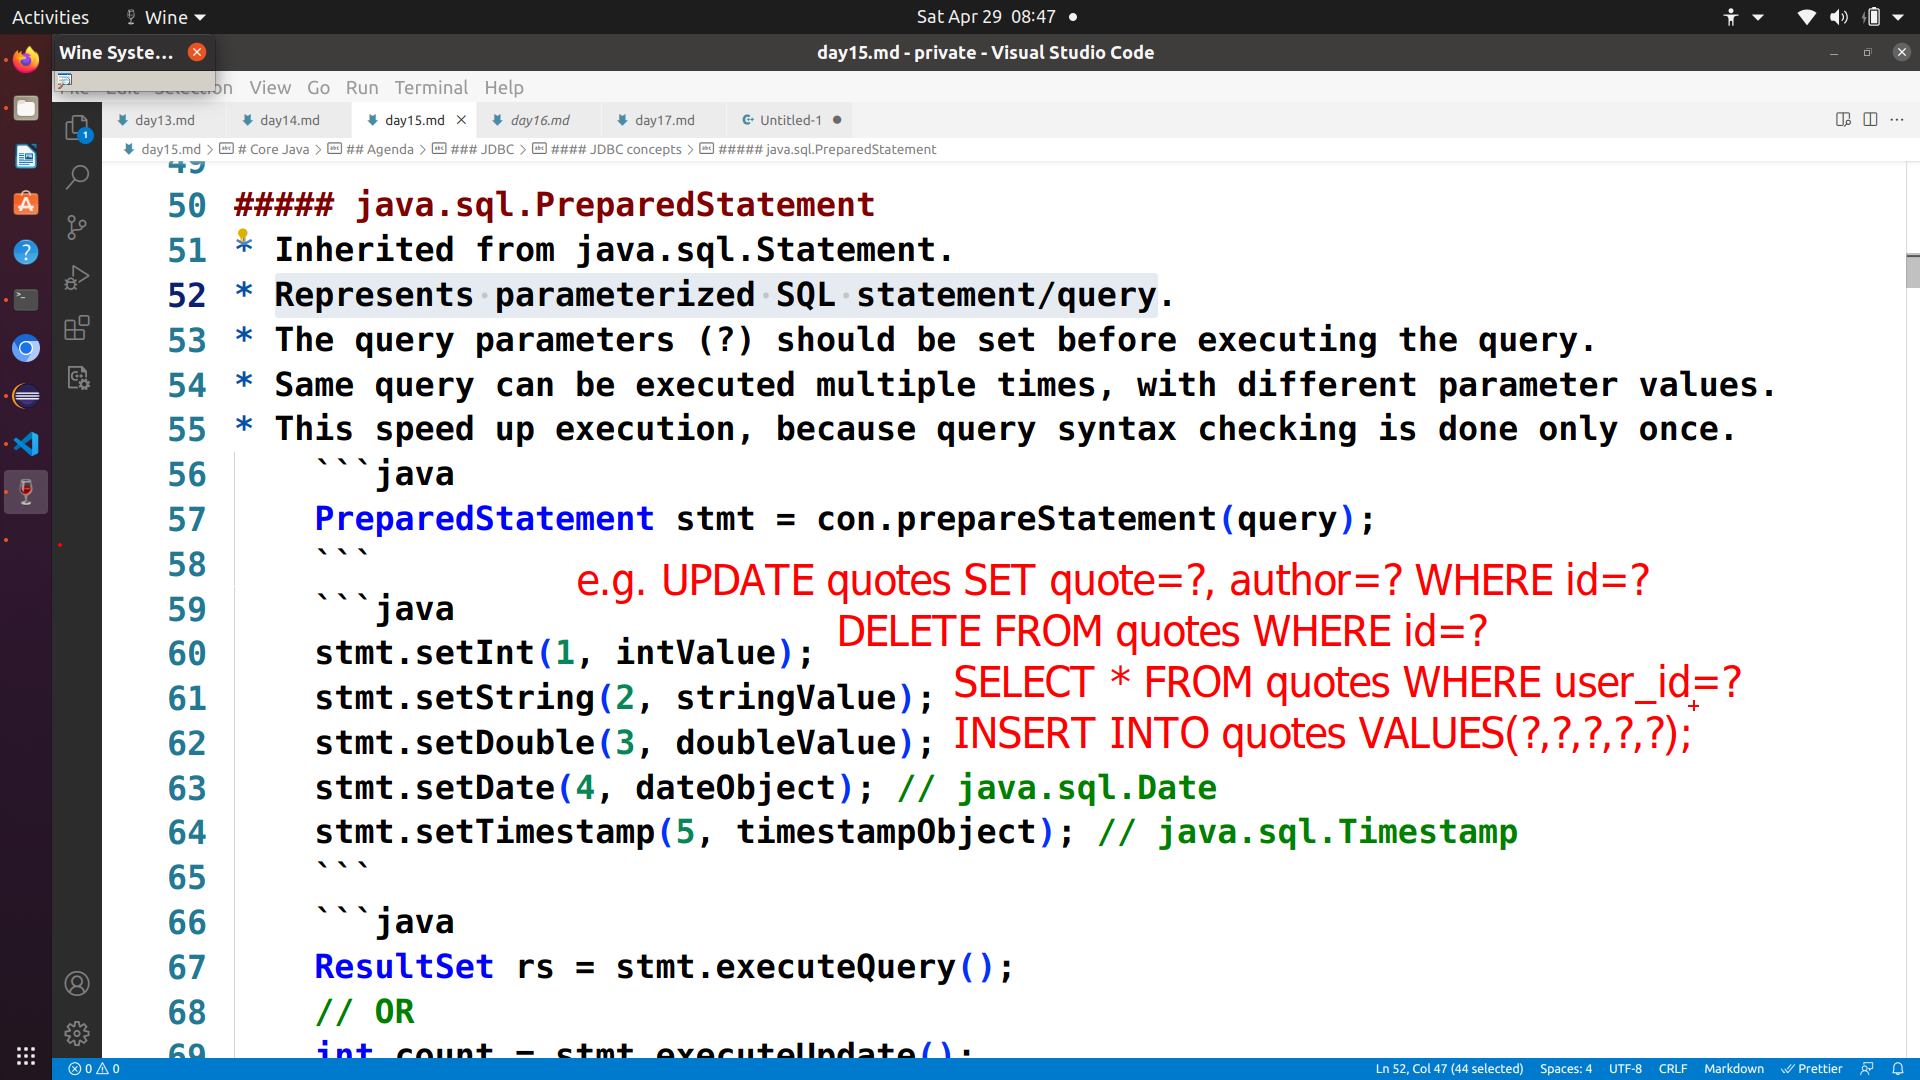 Activities
Wine
Sat Apr 29 08:47
Wine Syste...
day15.md - private - Visual Studio Code
View Go Run Terminal Help
day13.md
day14.md
day15.md
day16.md
day17.md
Untitled-1
day15.md > # Core Java > ## Agenda > ### JDBC > #### JDBC concepts > ##### java.sql.PreparedStatement
49
50 ##### java.sql.PreparedStatement
51 * Inherited from java.sql.Statement.
52 * Represents parameterized SQL statement/query.
53 * The query parameters (?) should be set before executing the query.
54 * Same query can be executed multiple times, with different parameter values.
55 * This speed up execution, because query syntax checking is done only once.
56 ```java
57 PreparedStatement stmt = con.prepareStatement(query);
58 ```
e.g. UPDATE quotes SET quote=?, author=? WHERE id=?
59 ```java
DELETE FROM quotes WHERE id=?
60 stmt.setInt(1, intValue);
SELECT * FROM quotes WHERE user_id=?
61 stmt.setString(2, stringValue);
INSERT INTO quotes VALUES(?,?,?,?,?);
62 stmt.setDouble(3, doubleValue);
63 stmt.setDate(4, dateObject); // java.sql.Date
64 stmt.setTimestamp(5, timestampObject); // java.sql.Timestamp
65 ```
66 ```java
67 ResultSet rs = stmt.executeQuery();
68 // OR
69 int count = stmt.executeUpdate();
0 0
Ln 52, Col 47 (44 selected) Spaces: 4 UTF-8 CRLF Markdown Prettier